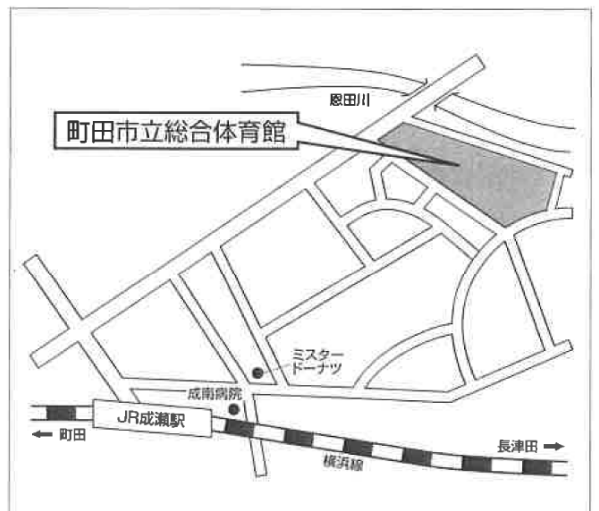 恩田川
町田市立総合体育館
ミスター
ドーナツ
成南病院
JR成瀬駅
← 町田
長津田 →
横浜線